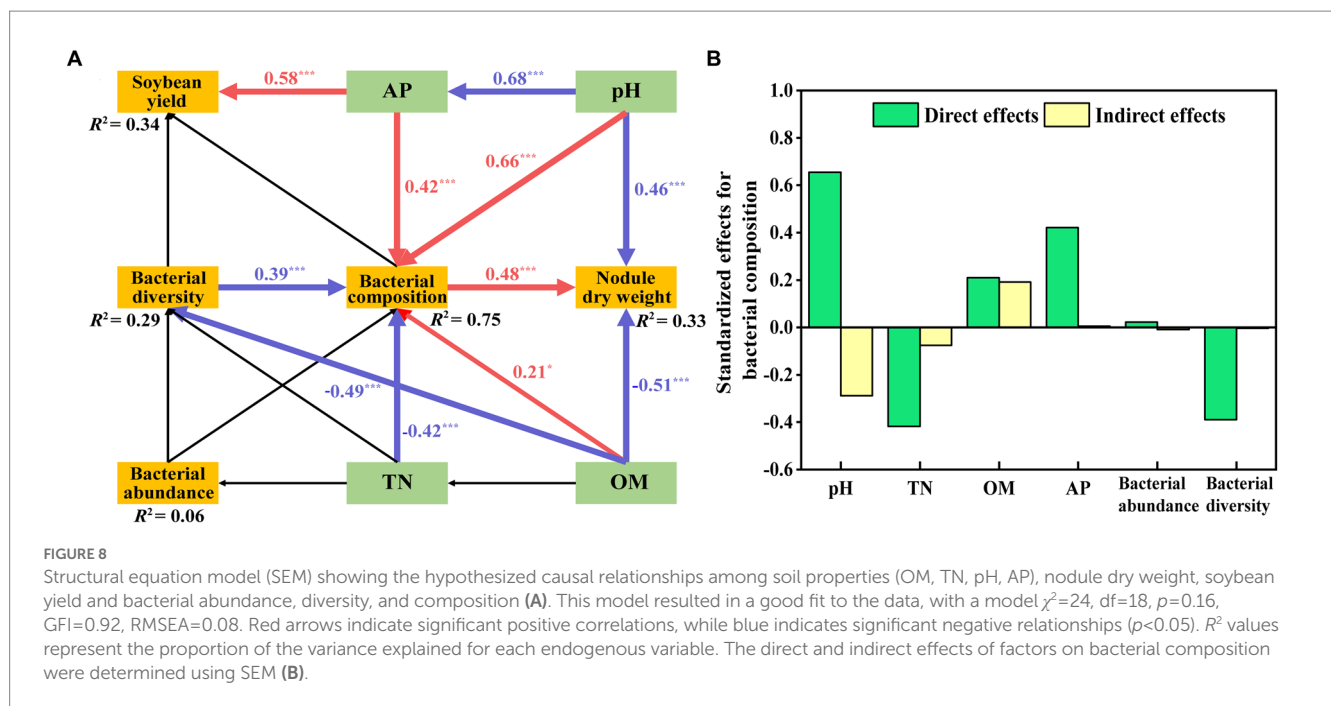 A
Soybean
yield
R² = 0.34
0.58***
AP
0.68***
pH
0.42***
0.66***
0.46***
Bacterial
diversity
R² = 0.29
0.39***
Bacterial
composition
R² = 0.75
0.48***
Nodule
dry weight
R² = 0.33
-0.49***
-0.42***
0.21*
-0.51***
Bacterial
abundance
R² = 0.06
TN
OM
B
Standardized effects for
bacterial composition
1.0
0.8
0.6
0.4
0.2
0.0
-0.2
-0.4
-0.6
Direct effects
Indirect effects
pH
TN
OM
AP
Bacterial
abundance
Bacterial
diversity
FIGURE 8
Structural equation model (SEM) showing the hypothesized causal relationships among soil properties (OM, TN, pH, AP), nodule dry weight, soybean
yield and bacterial abundance, diversity, and composition (A). This model resulted in a good fit to the data, with a model χ²=24, df=18, p=0.16,
GFI=0.92, RMSEA=0.08. Red arrows indicate significant positive correlations, while blue indicates significant negative relationships (p<0.05). R² values
represent the proportion of the variance explained for each endogenous variable. The direct and indirect effects of factors on bacterial composition
were determined using SEM (B).